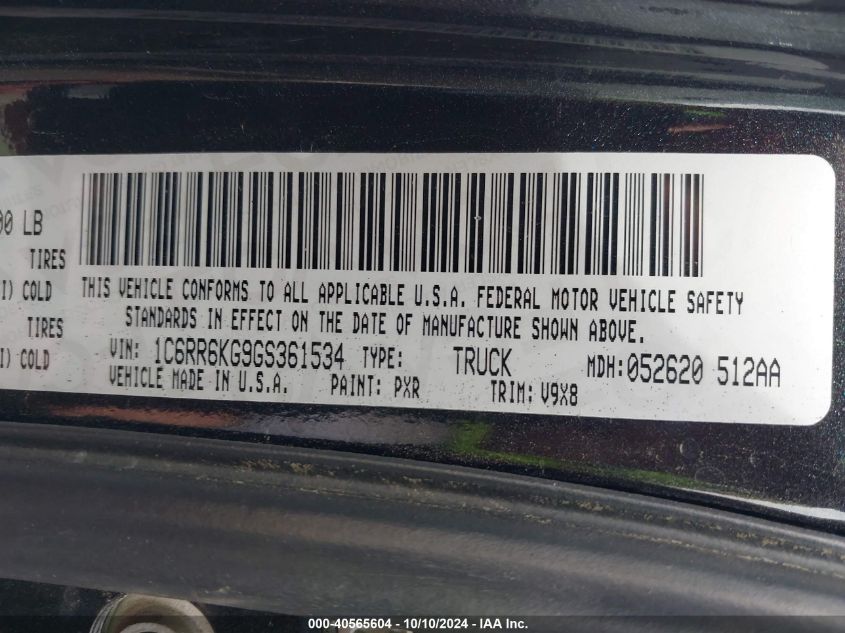 00 LB
TIRES
I) COLD
TIRES
I) COLD
THIS VEHICLE CONFORMS TO ALL APPLICABLE U.S.A. FEDERAL MOTOR VEHICLE SAFETY
STANDARDS IN EFFECT ON THE DATE OF MANUFACTURE SHOWN ABOVE.
VIN: 1C6RR6KG9GS361534 TYPE: TRUCK MDH: 052620 512AA
VEHICLE MADE IN U.S.A. PAINT: PXR TRIM: V9X8
000-40565604 | 10/10/2024 - IAA Inc.